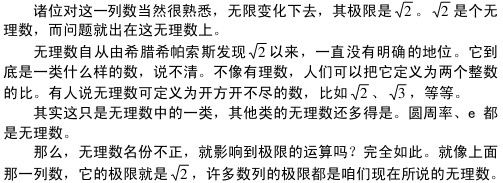 诸位对这一列数当然很熟悉，无限变化下去，其极限是√2。√2是个无
理数，而问题就出在这无理数上。
无理数自从由希腊希帕索斯发现√2以来，一直没有明确的地位。它到
底是一类什么样的数，说不清。不像有理数，人们可以把它定义为两个整数
的比。有人说无理数可定义为开方开不尽的数，比如√2、√3，等等。
其实这只是无理数中的一类，其他类的无理数还多得是。圆周率、e 都
是无理数。
那么，无理数名份不正，就影响到极限的运算吗？完全如此。就像上面
那一列数，它的极限就是√2，许多数列的极限都是咱们现在所说的无理数。